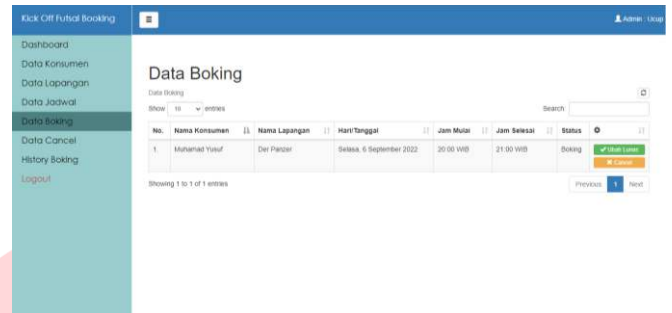 Kick Off Futsal Booking
Admin : Ucup
Dashboard
Data Konsumen
Data Lapangan
Data Jadwal
Data Boking
Data Cancel
History Boking
Logout
Data Boking
Data Boking
Show 10 entries
Search:
No. Nama Konsumen Nama Lapangan Hari/Tanggal Jam Mulai Jam Selesai Status
1. Muhamad Yusuf Der Panzer Selasa, 6 September 2022 20:00 WIB 21:00 WIB Boking Ubah Lunas
Cancel
Showing 1 to 1 of 1 entries
Previous 1 Next